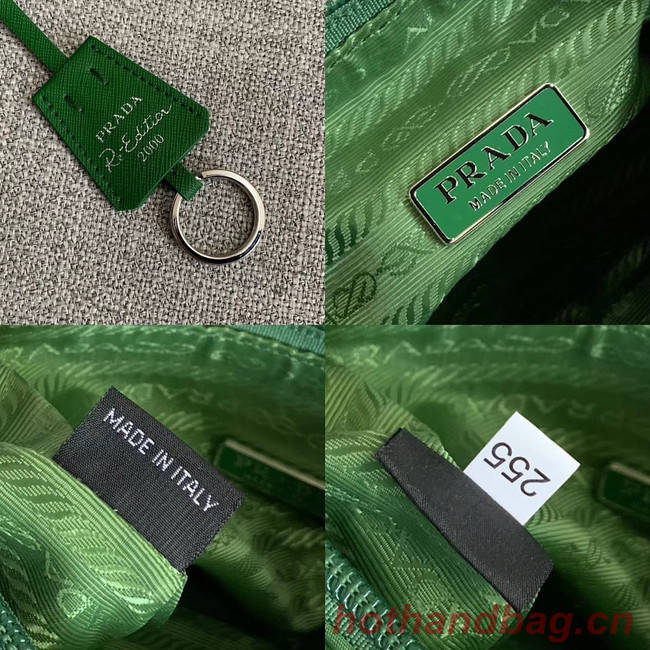 PRADA
Re-Edition
2000
PRADA
MADE IN ITALY
MADE IN ITALY
255
hothandbag.cn